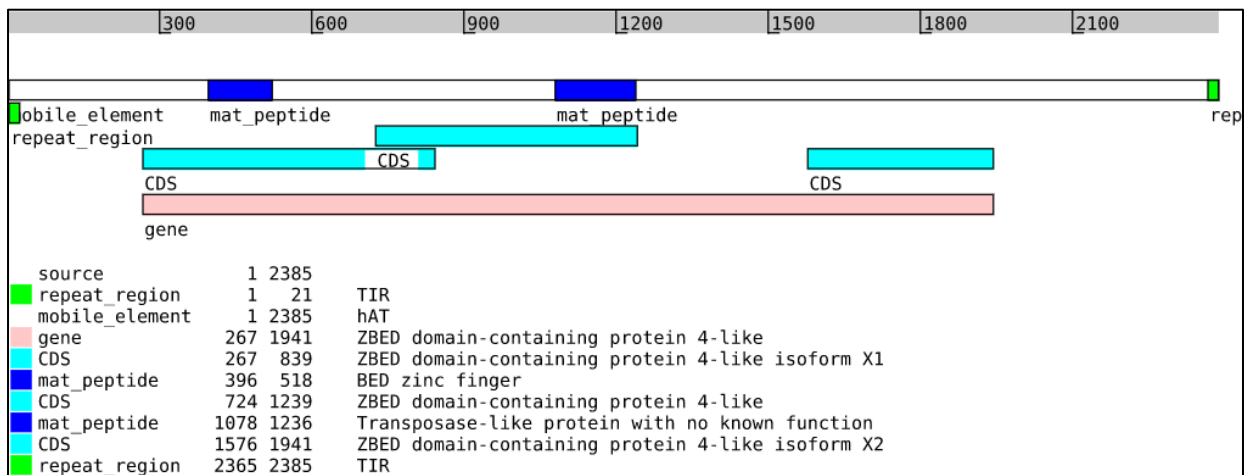 300 600 900 1200 1500 1800 2100
obile_element mat_peptide mat_peptide rep
repeat_region
CDS
CDS CDS
gene
source 1 2385
repeat_region 1 21 TIR
mobile_element 1 2385 hAT
gene 267 1941 ZBED domain-containing protein 4-like
CDS 267 839 ZBED domain-containing protein 4-like isoform X1
mat_peptide 396 518 BED zinc finger
CDS 724 1239 ZBED domain-containing protein 4-like
mat_peptide 1078 1236 Transposase-like protein with no known function
CDS 1576 1941 ZBED domain-containing protein 4-like isoform X2
repeat_region 2365 2385 TIR